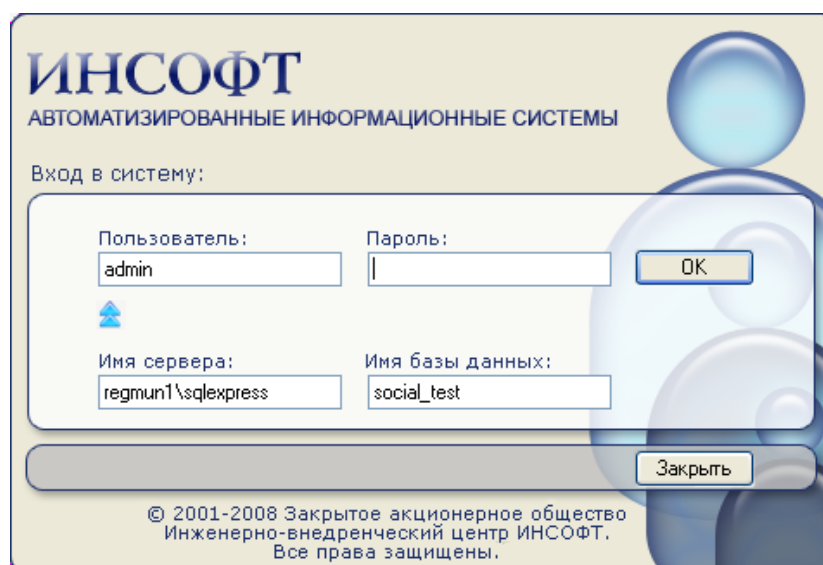 ИНСОФТ
АВТОМАТИЗИРОВАННЫЕ ИНФОРМАЦИОННЫЕ СИСТЕМЫ
Вход в систему:
Пользователь: Пароль:
admin OK
Имя сервера: Имя базы данных:
regmun1\sqlexpress social_test
Закрыть
© 2001-2008 Закрытое акционерное общество
Инженерно-внедренческий центр ИНСОФТ.
Все права защищены.